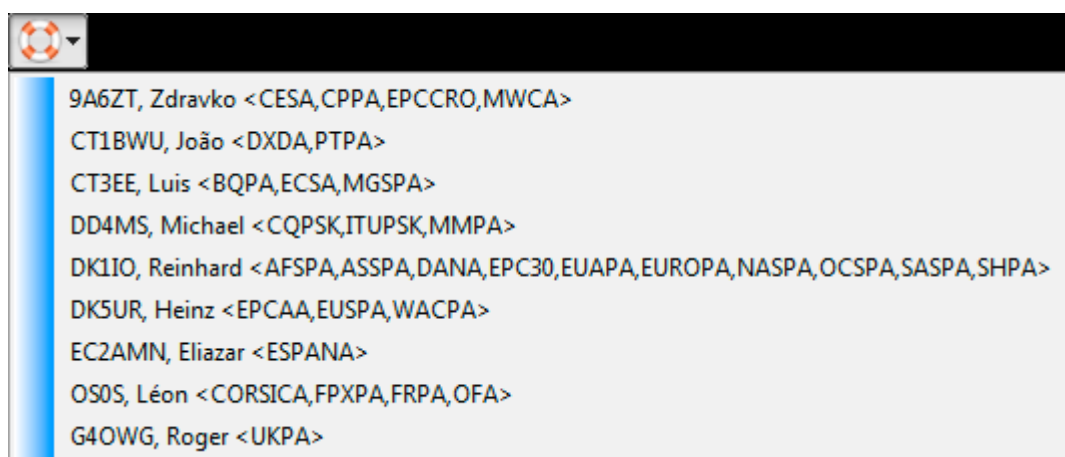 9A6ZT, Zdravko <CESA,CPPA,EPCCRO,MWCA>
CT1BWU, João <DXDA,PTPA>
CT3EE, Luis <BQPA,ECSA,MGSPA>
DD4MS, Michael <CQPSK,ITUPSK,MMPA>
DK1IO, Reinhard <AFSPA,ASSPA,DANA,EPC30,EUAPA,EUROPA,NASPA,OCSPA,SASPA,SHPA>
DK5UR, Heinz <EPCAA,EUSPA,WACPA>
EC2AMN, Eliazar <ESPANA>
OS0S, Léon <CORSICA,FPXPA,FRPA,OFA>
G4OWG, Roger <UKPA>